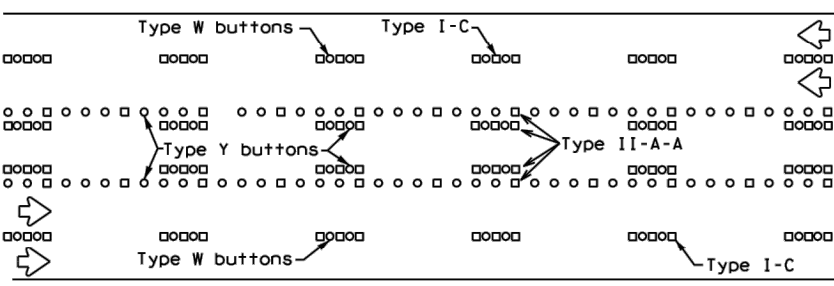 Type W buttons
Type I-C
Type Y buttons
Type II-A-A
Type W buttons
Type I-C